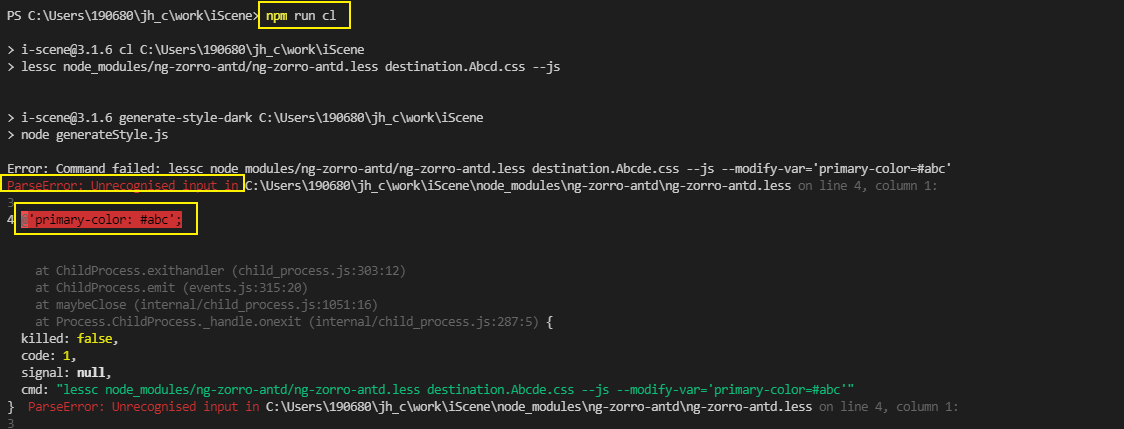 PS C:\Users\190680\jh_c\work\iScene> npm run cl
> i-scene@3.1.6 cl C:\Users\190680\jh_c\work\iScene
> lessc node_modules/ng-zorro-antd/ng-zorro-antd.less destination.Abcd.css --js
> i-scene@3.1.6 generate-style-dark C:\Users\190680\jh_c\work\iScene
> node generateStyle.js
Error: Command failed: lessc node_modules/ng-zorro-antd/ng-zorro-antd.less destination.Abcde.css --js --modify-var='primary-color=#abc'
ParseError: Unrecognised input in C:\Users\190680\jh_c\work\iScene\node_modules\ng-zorro-antd\ng-zorro-antd.less on line 4, column 1:
3
4 @'primary-color: #abc';
at ChildProcess.exithandler (child_process.js:303:12)
at ChildProcess.emit (events.js:315:20)
at maybeClose (internal/child_process.js:1051:16)
at Process.ChildProcess._handle.onexit (internal/child_process.js:287:5) {
killed: false,
code: 1,
signal: null,
cmd: "lessc node_modules/ng-zorro-antd/ng-zorro-antd.less destination.Abcde.css --js --modify-var='primary-color=#abc'"
} ParseError: Unrecognised input in C:\Users\190680\jh_c\work\iScene\node_modules\ng-zorro-antd\ng-zorro-antd.less on line 4, column 1:
3